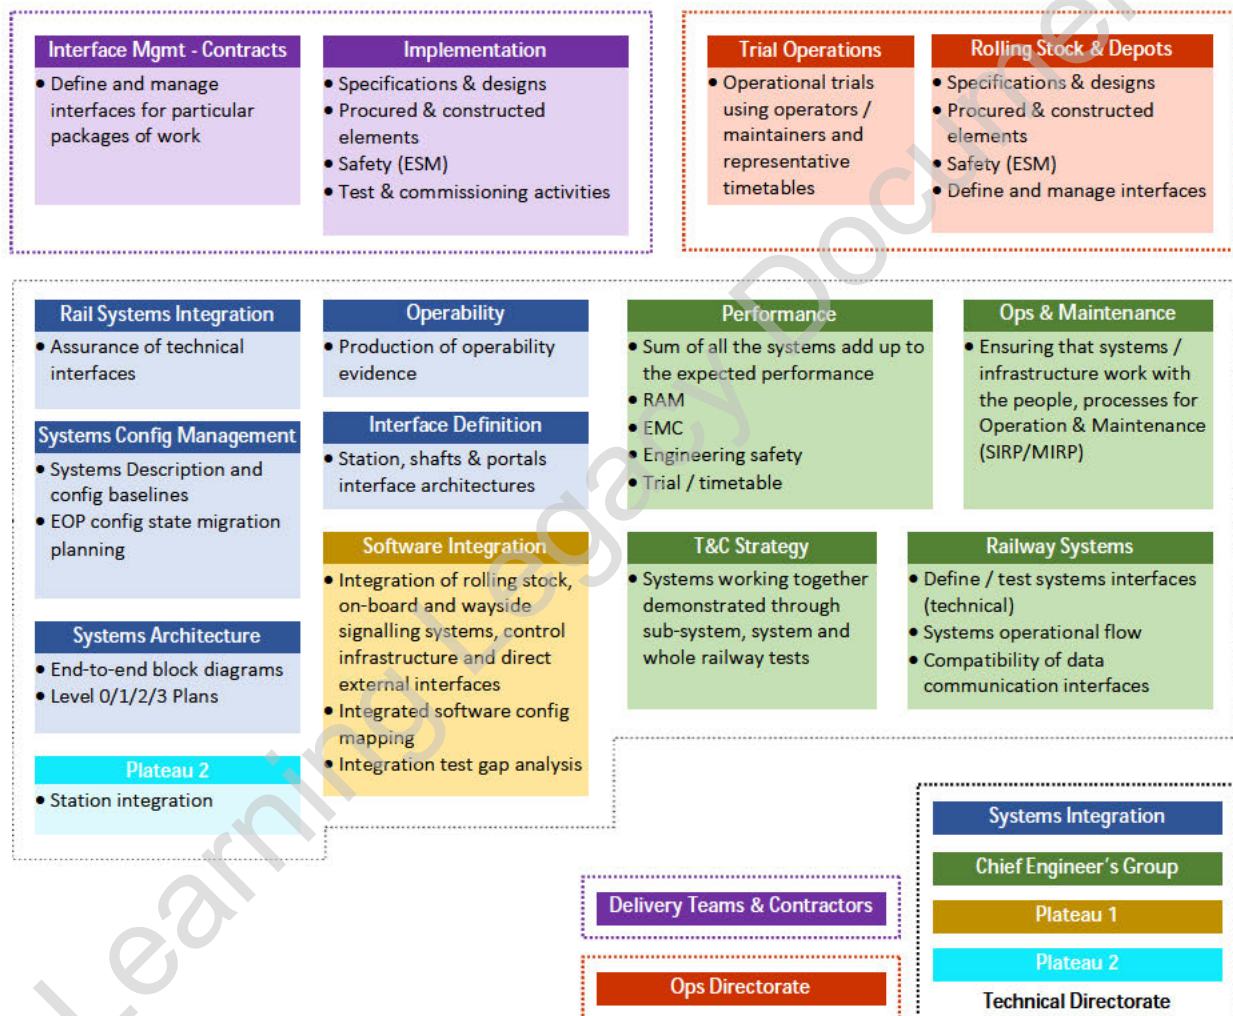 Interface Mgmt - Contracts
• Define and manage
interfaces for particular
packages of work
Implementation
• Specifications & designs
• Procured & constructed
elements
• Safety (ESM)
• Test & commissioning activities
Trial Operations
• Operational trials
using operators /
maintainers and
representative
timetables
Rolling Stock & Depots
• Specifications & designs
• Procured & constructed
elements
• Safety (ESM)
• Define and manage interfaces
Rail Systems Integration
• Assurance of technical
interfaces
Systems Config Management
• Systems Description and
config baselines
• EOP config state migration
planning
Systems Architecture
• End-to-end block diagrams
• Level 0/1/2/3 Plans
Plateau 2
• Station integration
Operability
• Production of operability
evidence
Interface Definition
• Station, shafts & portals
interface architectures
Software Integration
• Integration of rolling stock,
on-board and wayside
signalling systems, control
infrastructure and direct
external interfaces
• Integrated software config
mapping
• Integration test gap analysis
Performance
• Sum of all the systems add up to
the expected performance
• RAM
• EMC
• Engineering safety
• Trial / timetable
Ops & Maintenance
• Ensuring that systems /
infrastructure work with
the people, processes for
Operation & Maintenance
(SIRP/MIRP)
T&C Strategy
• Systems working together
demonstrated through
sub-system, system and
whole railway tests
Railway Systems
• Define / test systems interfaces
(technical)
• Systems operational flow
• Compatibility of data
communication interfaces
Delivery Teams & Contractors
Ops Directorate
Systems Integration
Chief Engineer's Group
Plateau 1
Plateau 2
Technical Directorate
Learning Legacy Document